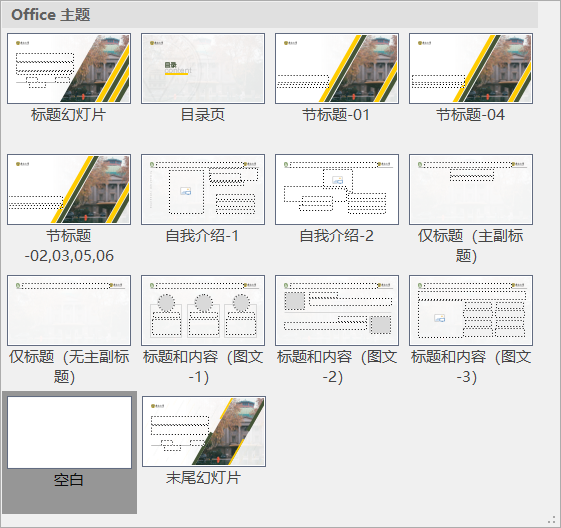 Office 主题
目录
content
标题幻灯片
目录页
节标题-01
节标题-04
节标题
-02,03,05,06
自我介绍-1
自我介绍-2
仅标题（主副标
题）
仅标题（无主副标
题）
标题和内容（图文
-1）
标题和内容（图文
-2）
标题和内容（图文
-3）
空白
末尾幻灯片